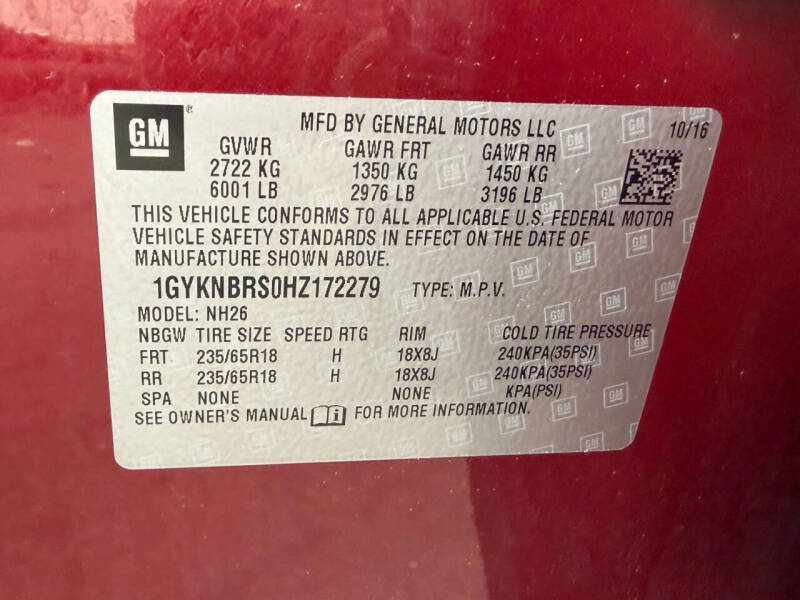 GM ®
MFD BY GENERAL MOTORS LLC 10/16
GVWR GAWR FRT GAWR RR
2722 KG 1350 KG 1450 KG
6001 LB 2976 LB 3196 LB
THIS VEHICLE CONFORMS TO ALL APPLICABLE U.S. FEDERAL MOTOR
VEHICLE SAFETY STANDARDS IN EFFECT ON THE DATE OF
MANUFACTURE SHOWN ABOVE.
1GYKNBRS0HZ172279 TYPE: M.P.V.
MODEL: NH26
NBGW TIRE SIZE SPEED RTG RIM COLD TIRE PRESSURE
FRT 235/65R18 H 18X8J 240KPA(35PSI)
RR 235/65R18 H 18X8J 240KPA(35PSI)
SPA NONE NONE KPA(PSI)
SEE OWNER'S MANUAL FOR MORE INFORMATION.